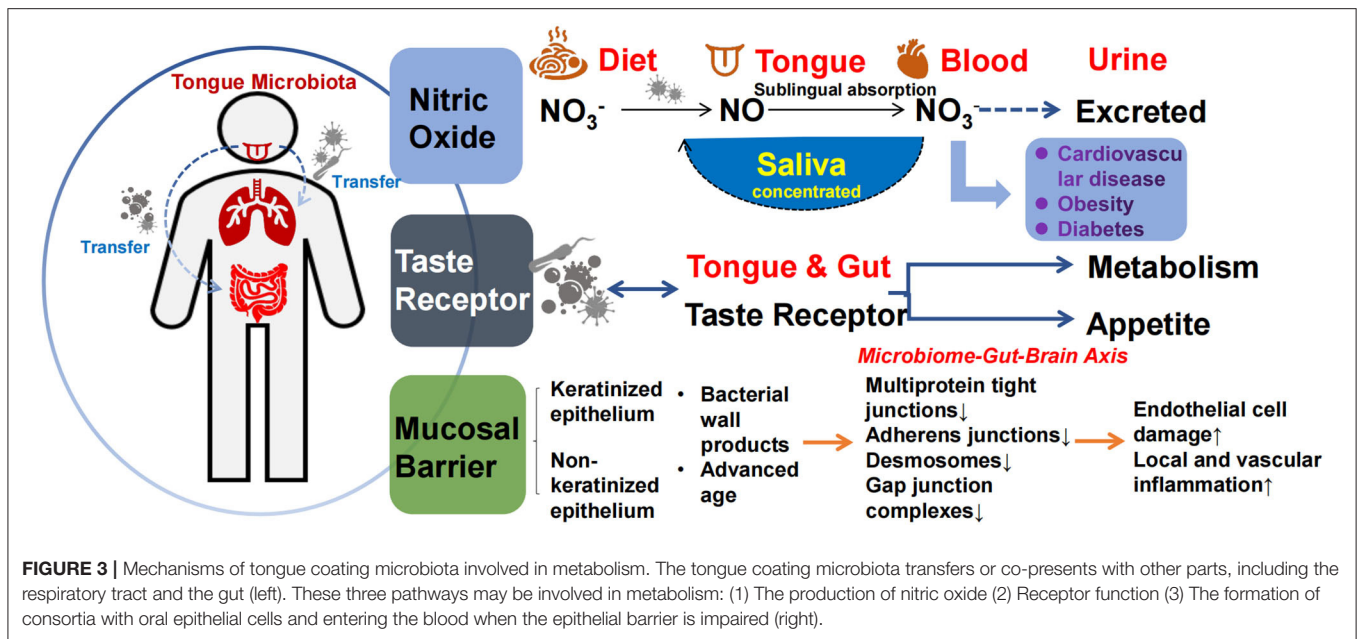 Tongue Microbiota
Transfer
Transfer
Nitric
Oxide
Diet
Tongue
Blood
Urine
NO₃⁻
NO
Sublingual absorption
NO₃⁻
Excreted
Saliva
concentrated
● Cardiovascu
lar disease
● Obesity
● Diabetes
Taste
Receptor
Tongue & Gut
Taste Receptor
Metabolism
Appetite
Microbiome-Gut-Brain Axis
Mucosal
Barrier
Keratinized
epithelium
Non-
keratinized
epithelium
• Bacterial
wall
products
• Advanced
age
Multiprotein tight
junctions↓
Adherens junctions↓
Desmosomes↓
Gap junction
complexes↓
Endothelial cell
damage↑
Local and vascular
inflammation↑
FIGURE 3 | Mechanisms of tongue coating microbiota involved in metabolism. The tongue coating microbiota transfers or co-presents with other parts, including the
respiratory tract and the gut (left). These three pathways may be involved in metabolism: (1) The production of nitric oxide (2) Receptor function (3) The formation of
consortia with oral epithelial cells and entering the blood when the epithelial barrier is impaired (right).